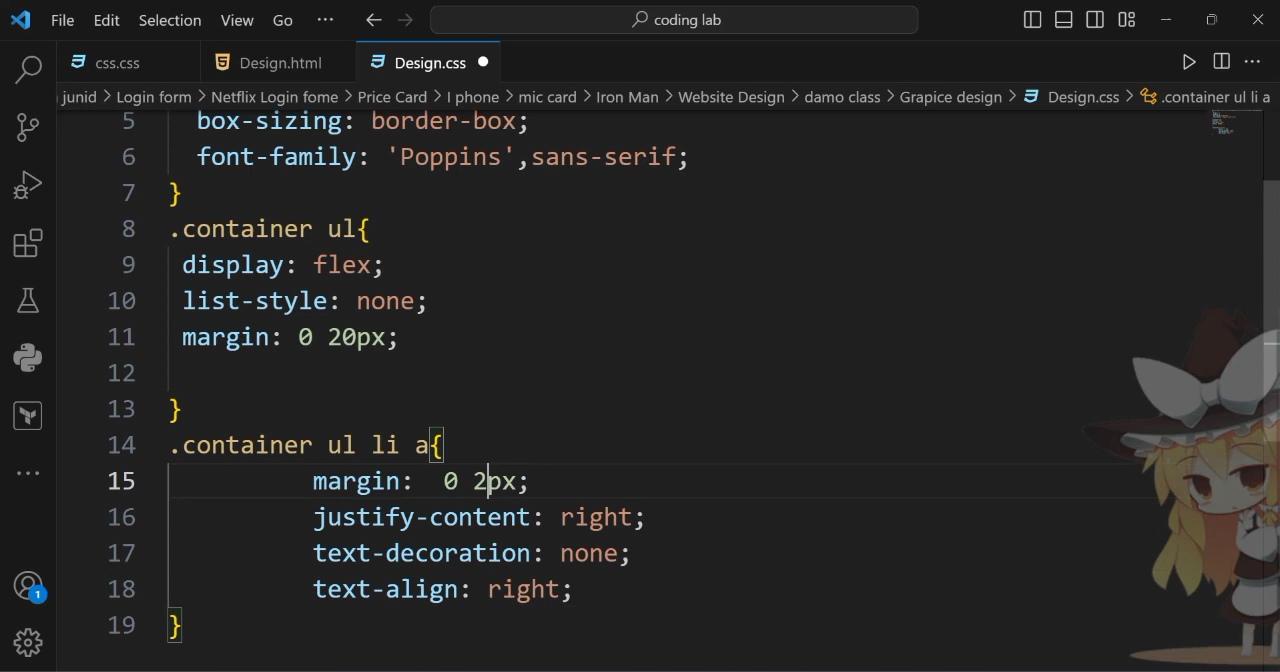 File Edit Selection View Go ··· coding lab
css.css Design.html Design.css
junid > Login form > Netflix Login fome > Price Card > I phone > mic card > Iron Man > Website Design > damo class > Grapice design > Design.css > .container ul li a
5 box-sizing: border-box;
6 font-family: 'Poppins',sans-serif;
7 }
8 .container ul{
9 display: flex;
10 list-style: none;
11 margin: 0 20px;
12
13 }
14 .container ul li a{
15 margin:  0 2px;
16 justify-content: right;
17 text-decoration: none;
18 text-align: right;
19 }
1